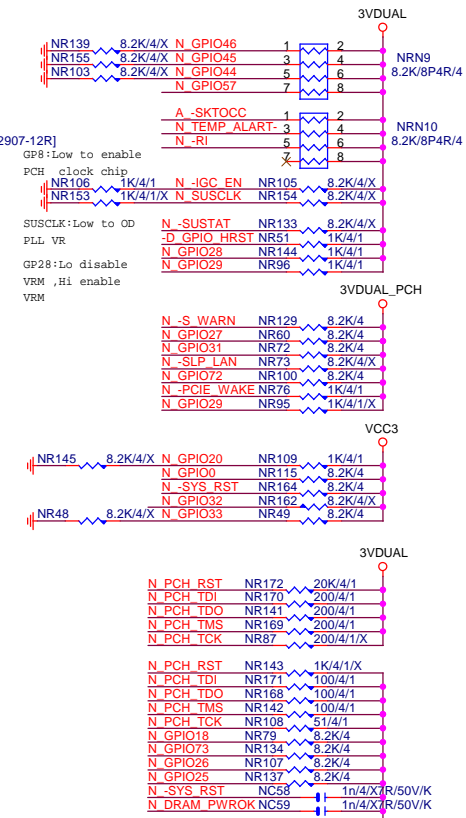 3VDUAL
NR139 8.2K/4/X N_GPIO46 1 2
NR155 8.2K/4/X N_GPIO45 3 4 NRN9
NR103 8.2K/4/X N_GPIO44 5 6 8.2K/8P4R/4
N_GPIO57 7 8
A_-SKTOCC 1 2
N_TEMP_ALART- 3 4 NRN10
2907-12R] N_-RI 5 6 8.2K/8P4R/4
GP8:Low to enable 7 8
PCH clock chip
NR106 1K/4/1 N_-IGC_EN NR105 8.2K/4/X
NR153 1K/4/1/X N_SUSCLK NR154 8.2K/4/X
SUSCLK:Low to OD N_-SUSTAT NR133 8.2K/4/X
PLL VR -D_GPIO_HRST NR51 1K/4/1
N_GPIO28 NR144 1K/4/1
GP28:Lo disable N_GPIO29 NR96 1K/4/1
VRM ,Hi enable
VRM
3VDUAL_PCH
N_-S_WARN NR129 8.2K/4
N_GPIO27 NR60 8.2K/4
N_GPIO31 NR72 8.2K/4
N_-SLP_LAN NR73 8.2K/4/X
N_GPIO72 NR100 8.2K/4
N_-PCIE_WAKE NR76 1K/4/1
N_GPIO29 NR95 1K/4/1/X
VCC3
NR145 8.2K/4/X N_GPIO20 NR109 1K/4/1
N_GPIO0 NR115 8.2K/4
N_-SYS_RST NR164 8.2K/4
N_GPIO32 NR162 8.2K/4/X
NR48 8.2K/4/X N_GPIO33 NR49 8.2K/4
3VDUAL
N_PCH_RST NR172 20K/4/1
N_PCH_TDI NR170 200/4/1
N_PCH_TDO NR141 200/4/1
N_PCH_TMS NR169 200/4/1
N_PCH_TCK NR87 200/4/1/X
N_PCH_RST NR143 1K/4/1/X
N_PCH_TDI NR171 100/4/1
N_PCH_TDO NR168 100/4/1
N_PCH_TMS NR142 100/4/1
N_PCH_TCK NR108 51/4/1
N_GPIO18 NR79 8.2K/4
N_GPIO73 NR134 8.2K/4
N_GPIO26 NR107 8.2K/4
N_GPIO25 NR137 8.2K/4
N_-SYS_RST NC58 1n/4/X7R/50V/K
N_DRAM_PWROK NC59 1n/4/X7R/50V/K